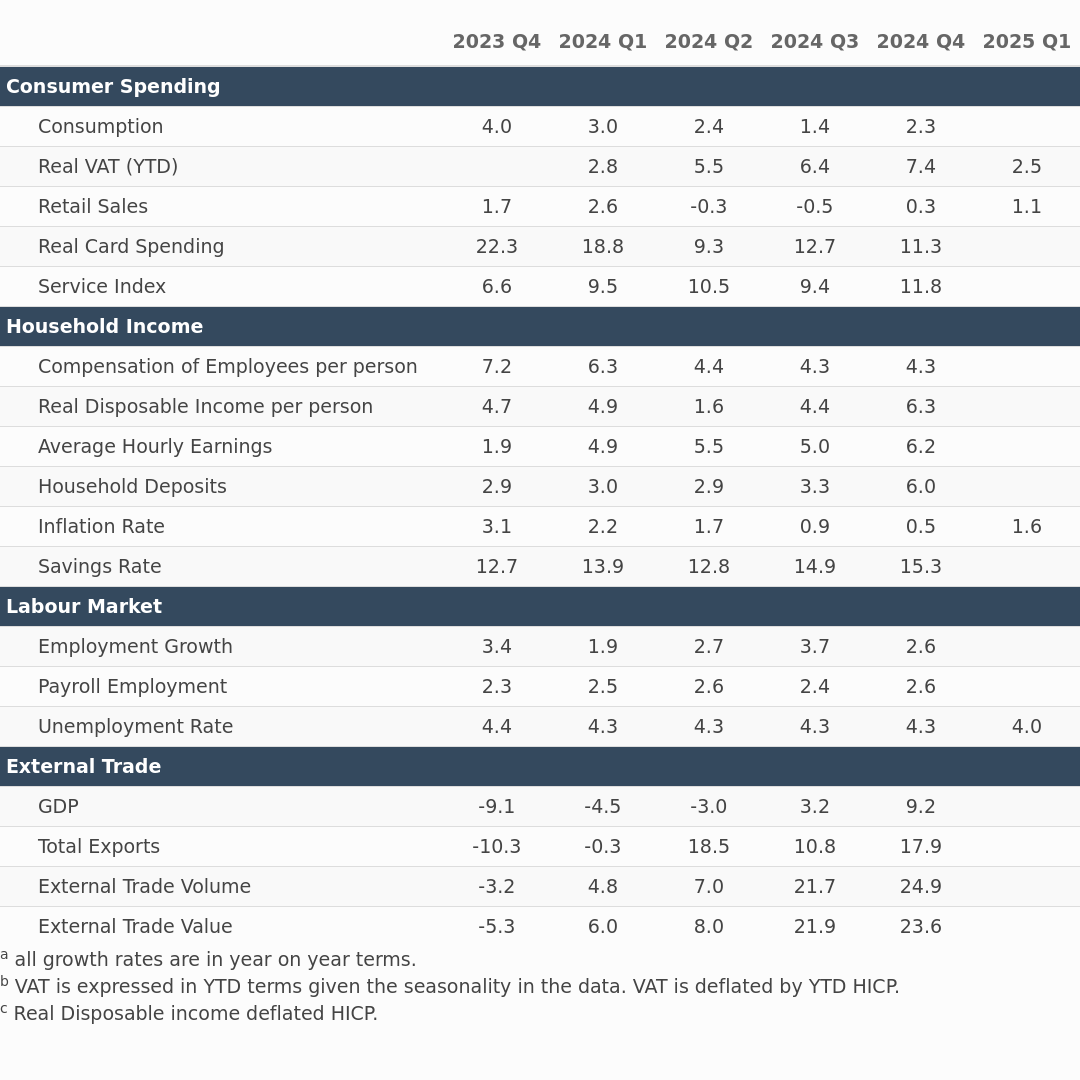 2023 Q4 2024 Q1 2024 Q2 2024 Q3 2024 Q4 2025 Q1
Consumer Spending
Consumption 4.0 3.0 2.4 1.4 2.3
Real VAT (YTD) 2.8 5.5 6.4 7.4 2.5
Retail Sales 1.7 2.6 -0.3 -0.5 0.3 1.1
Real Card Spending 22.3 18.8 9.3 12.7 11.3
Service Index 6.6 9.5 10.5 9.4 11.8
Household Income
Compensation of Employees per person 7.2 6.3 4.4 4.3 4.3
Real Disposable Income per person 4.7 4.9 1.6 4.4 6.3
Average Hourly Earnings 1.9 4.9 5.5 5.0 6.2
Household Deposits 2.9 3.0 2.9 3.3 6.0
Inflation Rate 3.1 2.2 1.7 0.9 0.5 1.6
Savings Rate 12.7 13.9 12.8 14.9 15.3
Labour Market
Employment Growth 3.4 1.9 2.7 3.7 2.6
Payroll Employment 2.3 2.5 2.6 2.4 2.6
Unemployment Rate 4.4 4.3 4.3 4.3 4.3 4.0
External Trade
GDP -9.1 -4.5 -3.0 3.2 9.2
Total Exports -10.3 -0.3 18.5 10.8 17.9
External Trade Volume -3.2 4.8 7.0 21.7 24.9
External Trade Value -5.3 6.0 8.0 21.9 23.6
a all growth rates are in year on year terms.
b VAT is expressed in YTD terms given the seasonality in the data. VAT is deflated by YTD HICP.
c Real Disposable income deflated HICP.